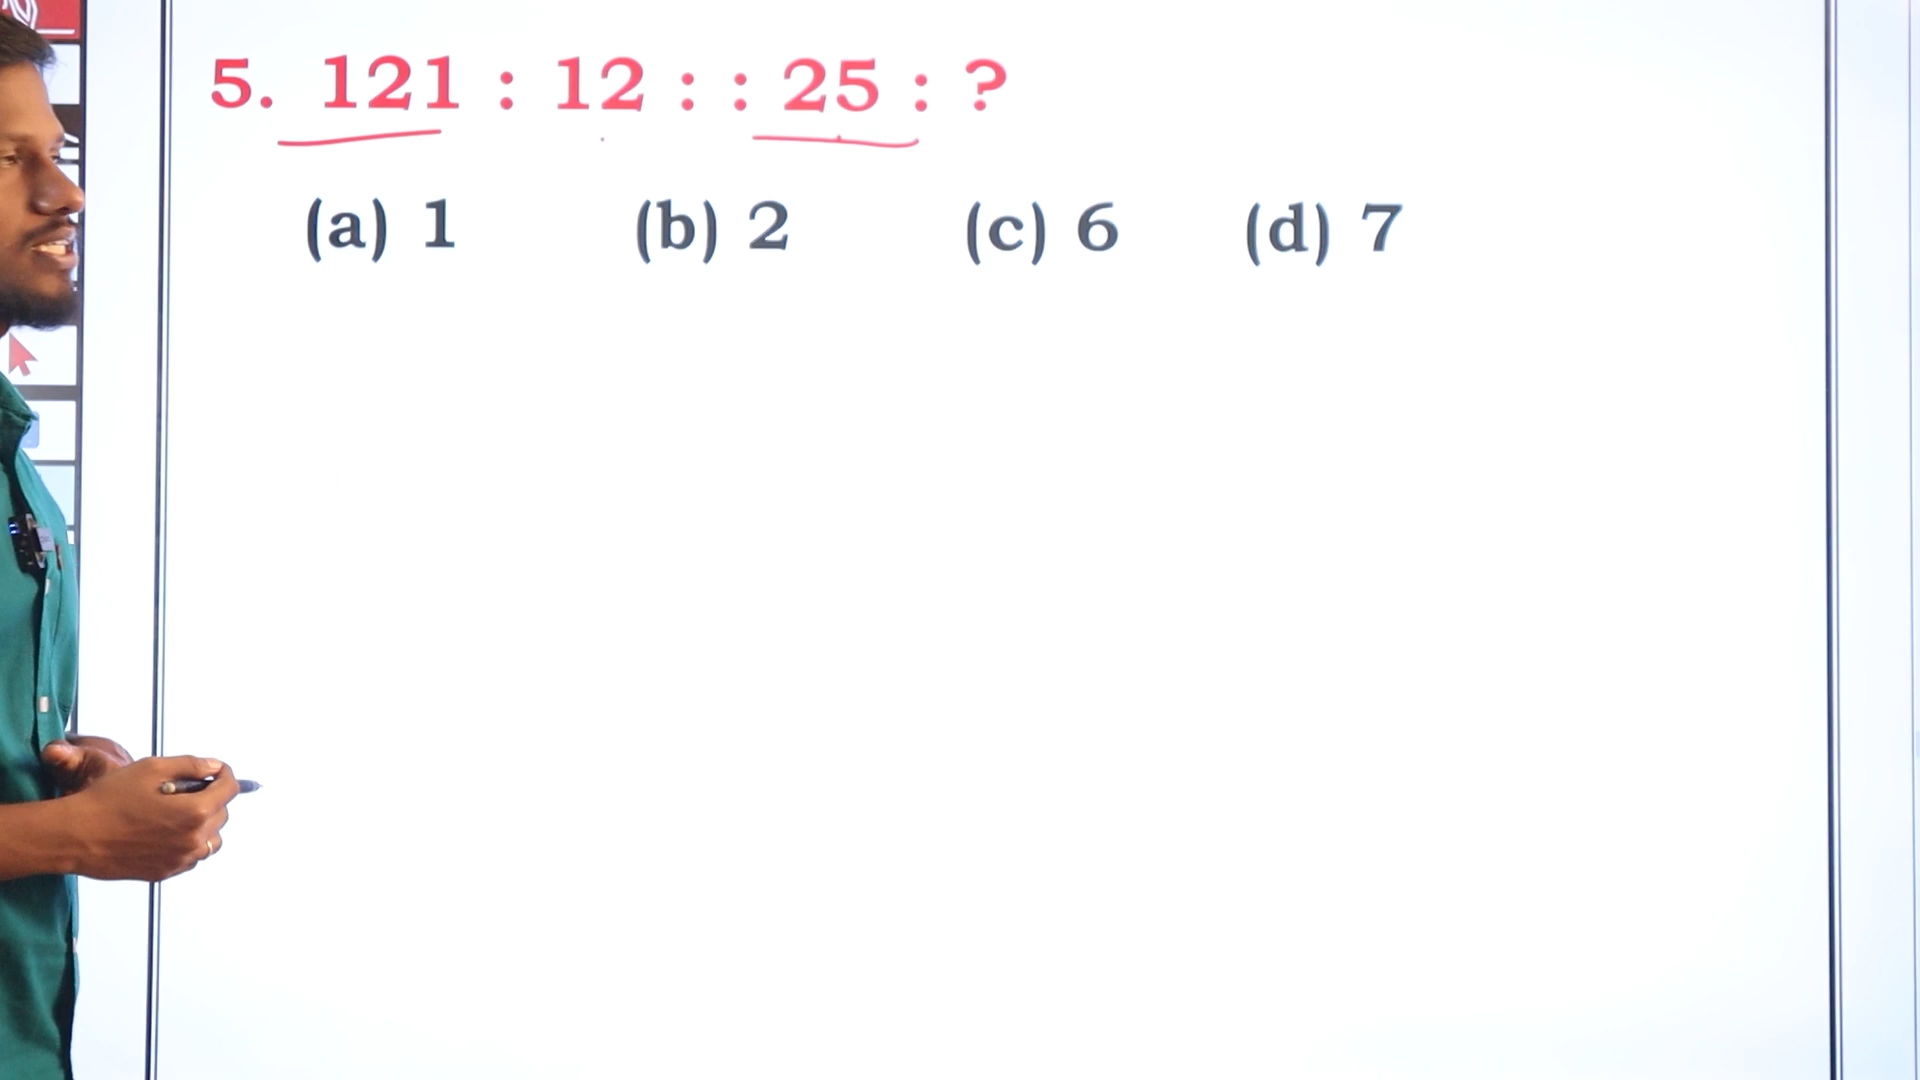 5. 121 : 12 : : 25 : ?
(a) 1 (b) 2 (c) 6 (d) 7